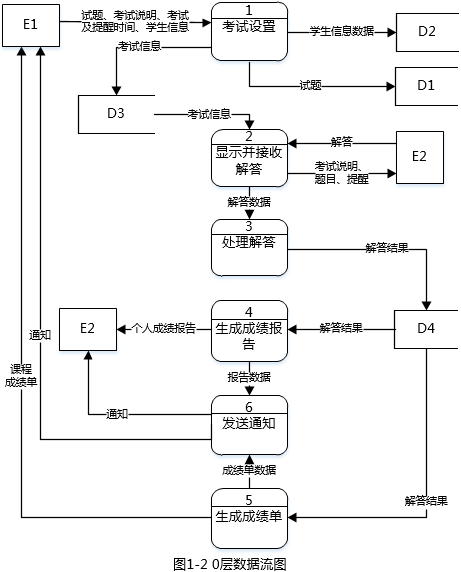 E1
试题、考试说明、考试
及提醒时间、学生信息
1
考试设置
学生信息数据
D2
考试信息
试题
D1
D3
考试信息
2
显示并接收
解答
解答
E2
考试说明、
题目、提醒
解答数据
3
处理解答
解答结果
E2
个人成绩报告
4
生成成绩报
告
解答结果
D4
通知
课程
成绩单
报告数据
通知
6
发送通知
成绩单数据
5
生成成绩单
解答结果
图1-2 0层数据流图